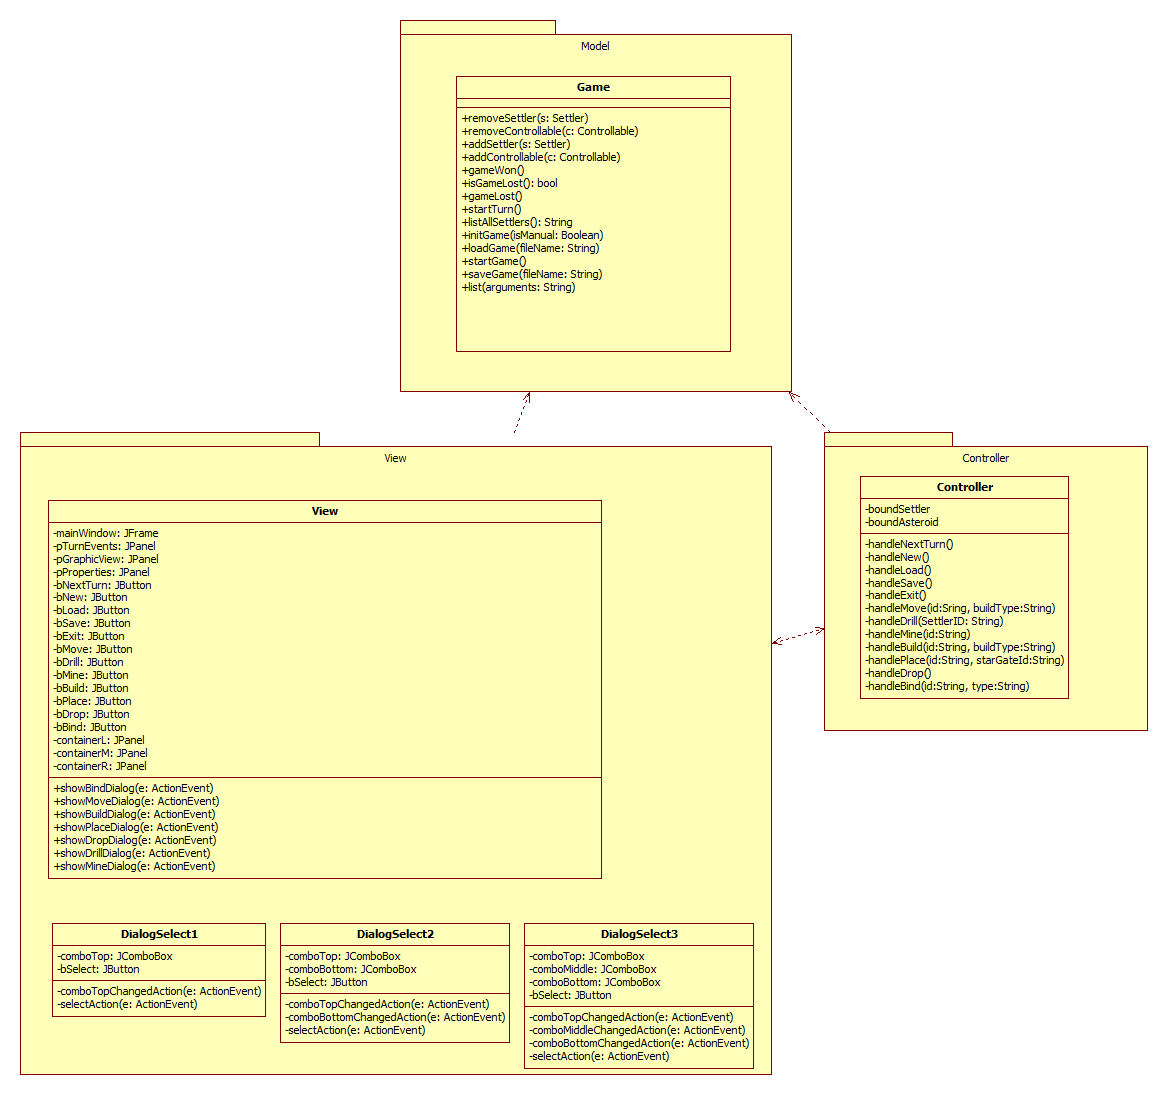 Model
Game
+removeSettler(s: Settler)
+removeControllable(c: Controllable)
+addSettler(s: Settler)
+addControllable(c: Controllable)
+gameWon()
+isGameLost(): bool
+gameLost()
+startTurn()
+listAllSettlers(): String
+initGame(isManual: Boolean)
+loadGame(fileName: String)
+startGame()
+saveGame(fileName: String)
+list(arguments: String)
View
View
-mainWindow: JFrame
-pTurnEvents: JPanel
-pGraphicView: JPanel
-pProperties: JPanel
-bNextTurn: JButton
-bNew: JButton
-bLoad: JButton
-bSave: JButton
-bExit: JButton
-bMove: JButton
-bDrill: JButton
-bMine: JButton
-bBuild: JButton
-bPlace: JButton
-bDrop: JButton
-bBind: JButton
-containerL: JPanel
-containerM: JPanel
-containerR: JPanel
+showBindDialog(e: ActionEvent)
+showMoveDialog(e: ActionEvent)
+showBuildDialog(e: ActionEvent)
+showPlaceDialog(e: ActionEvent)
+showDropDialog(e: ActionEvent)
+showDrillDialog(e: ActionEvent)
+showMineDialog(e: ActionEvent)
DialogSelect1
-comboTop: JComboBox
-bSelect: JButton
-comboTopChangedAction(e: ActionEvent)
-selectAction(e: ActionEvent)
DialogSelect2
-comboTop: JComboBox
-comboBottom: JComboBox
-bSelect: JButton
-comboTopChangedAction(e: ActionEvent)
-comboBottomChangedAction(e: ActionEvent)
-selectAction(e: ActionEvent)
DialogSelect3
-comboTop: JComboBox
-comboMiddle: JComboBox
-comboBottom: JComboBox
-bSelect: JButton
-comboTopChangedAction(e: ActionEvent)
-comboMiddleChangedAction(e: ActionEvent)
-comboBottomChangedAction(e: ActionEvent)
-selectAction(e: ActionEvent)
Controller
Controller
-boundSettler
-boundAsteroid
-handleNextTurn()
-handleNew()
-handleLoad()
-handleSave()
-handleExit()
-handleMove(id:Sring, buildType:String)
-handleDrill(SettlerID: String)
-handleMine(id:String)
-handleBuild(id:String, buildType:String)
-handlePlace(id:String, starGateId:String)
-handleDrop()
-handleBind(id:String, type:String)